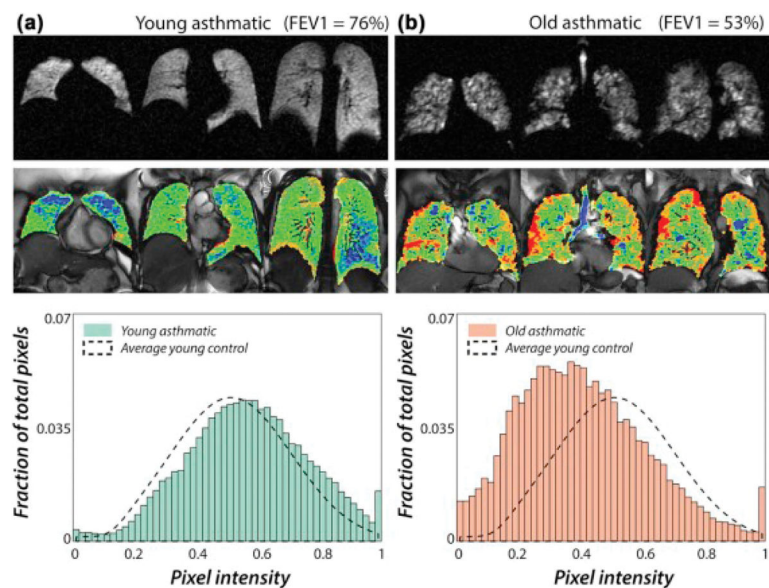 (a) Young asthmatic (FEV1 = 76%)
(b) Old asthmatic (FEV1 = 53%)
0.07
Young asthmatic
Average young control
Fraction of total pixels
0.035
0
0 0.2 0.4 0.6 0.8 1
Pixel intensity
0.07
Old asthmatic
Average young control
Fraction of total pixels
0.035
0
0 0.2 0.4 0.6 0.8 1
Pixel intensity